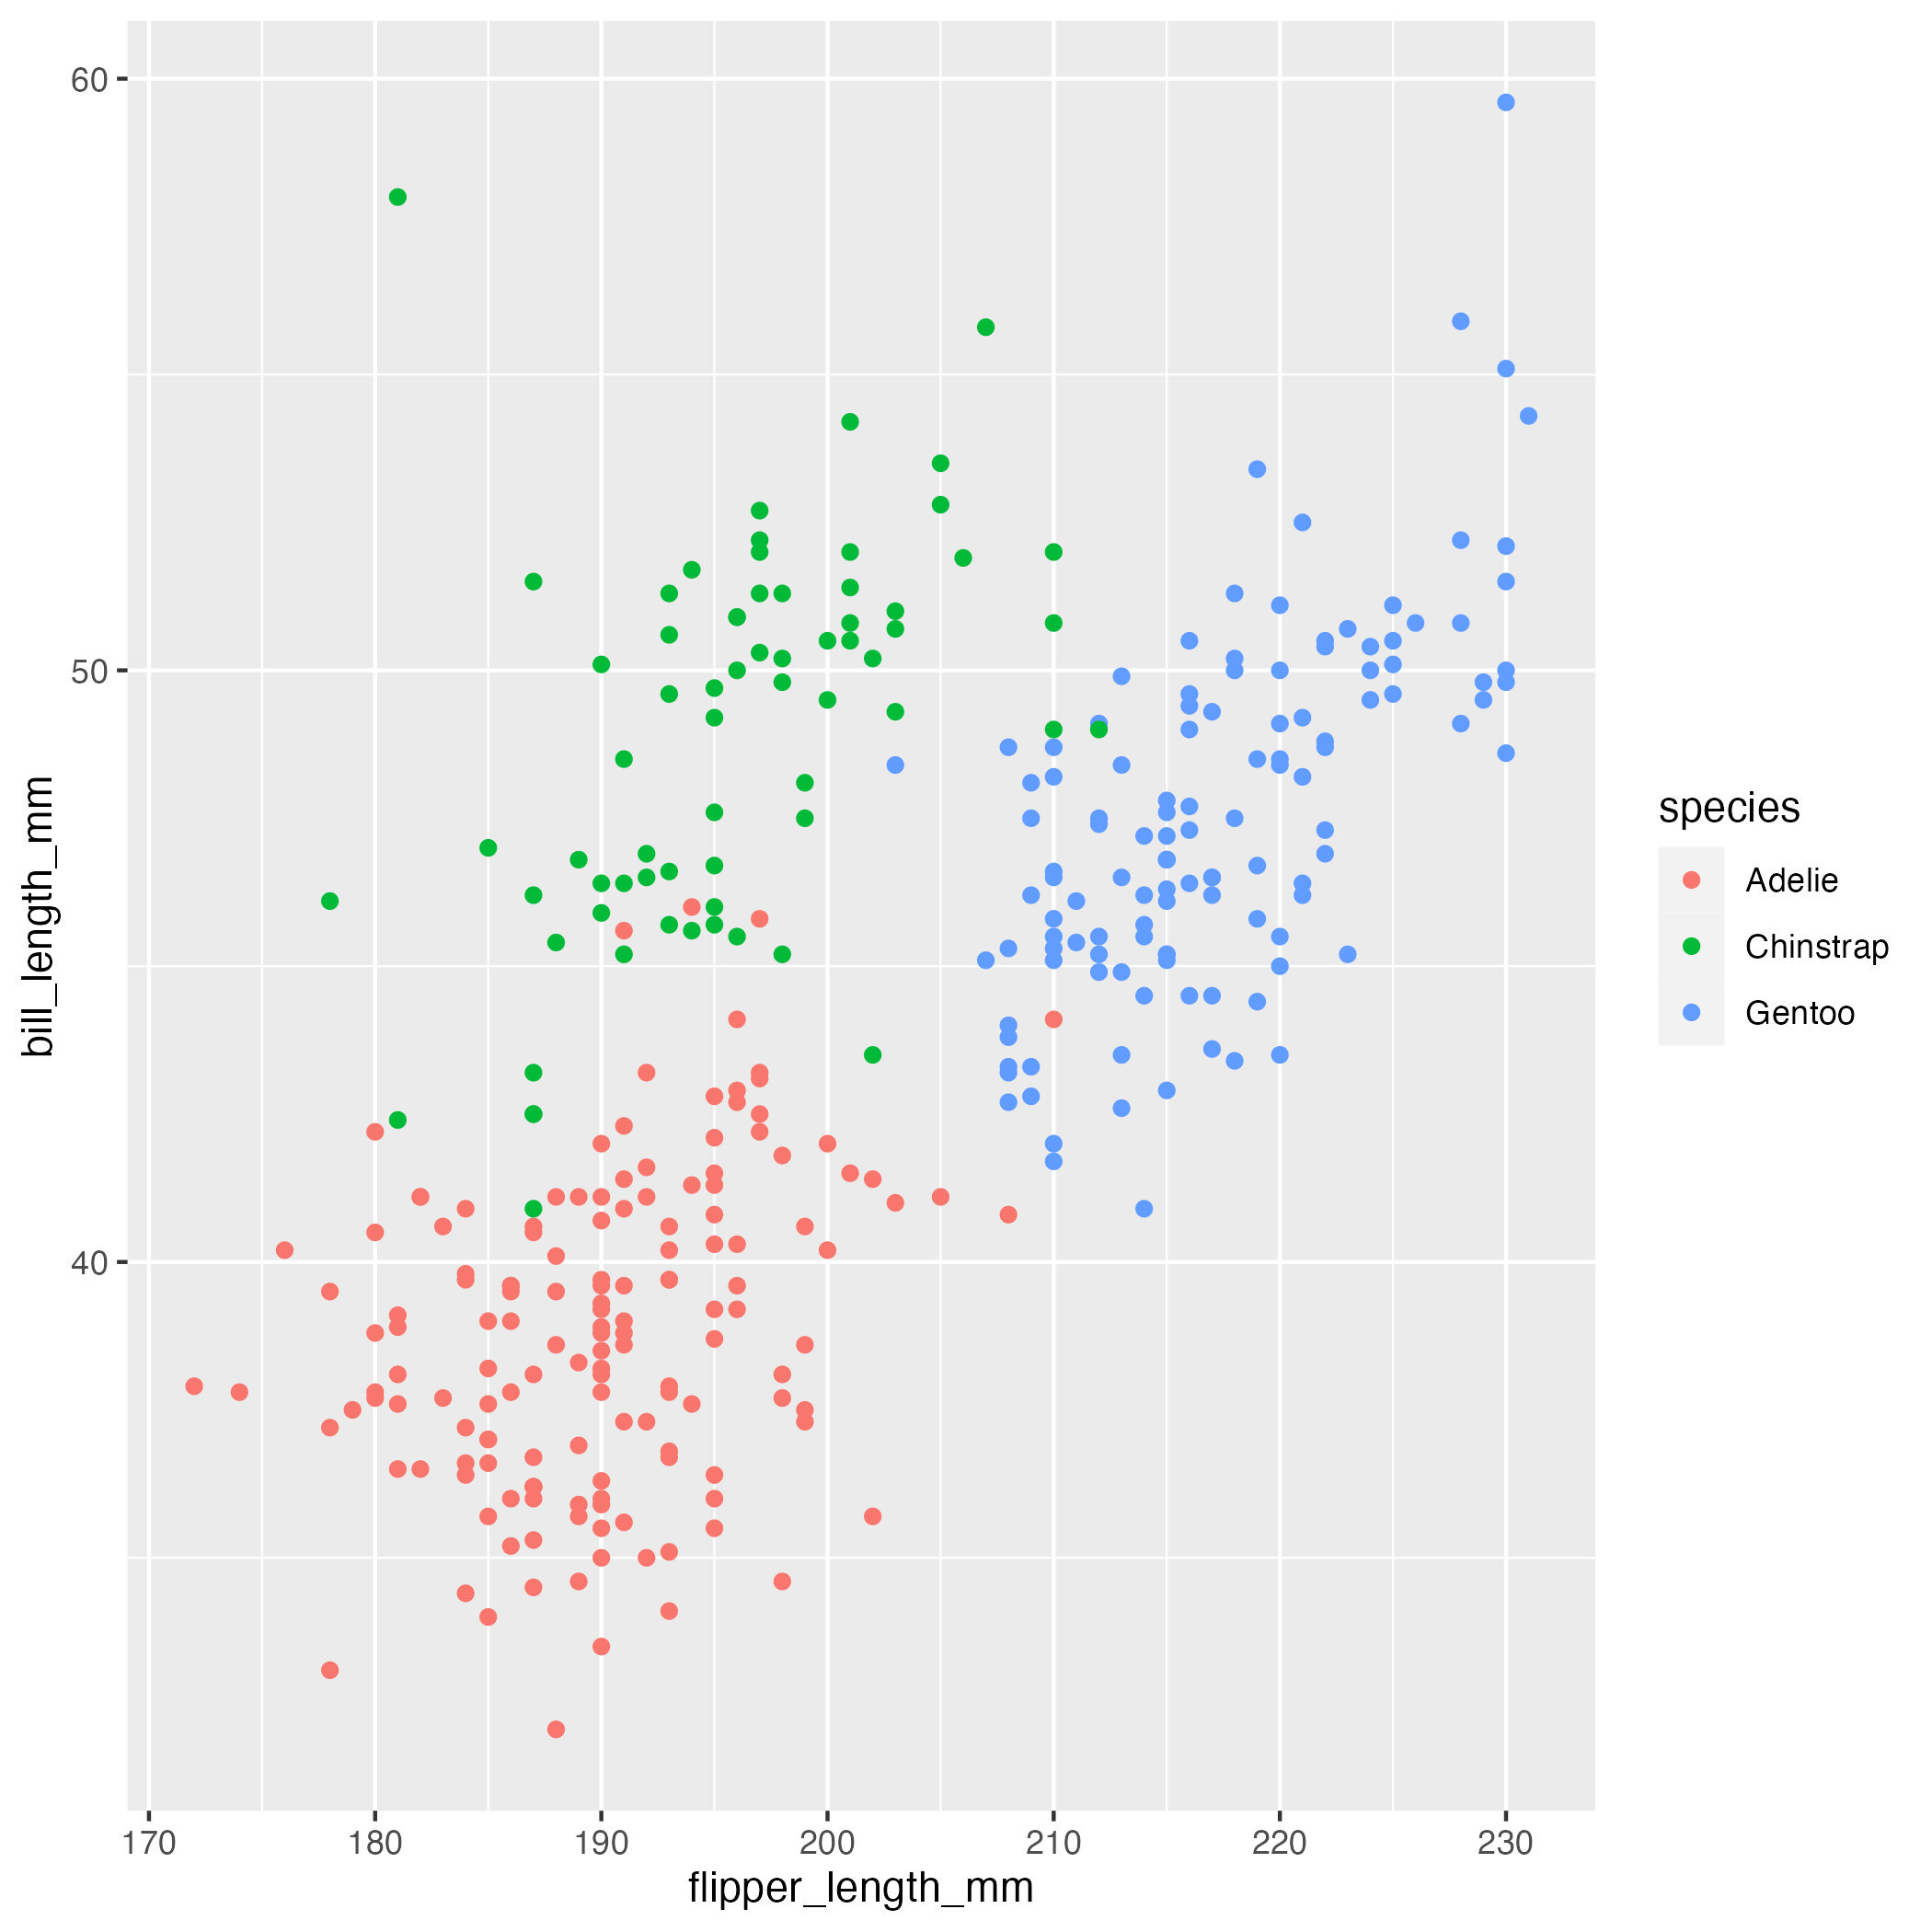 60
50
40
bill_length_mm
170 180 190 200 210 220 230
flipper_length_mm
species
Adelie
Chinstrap
Gentoo